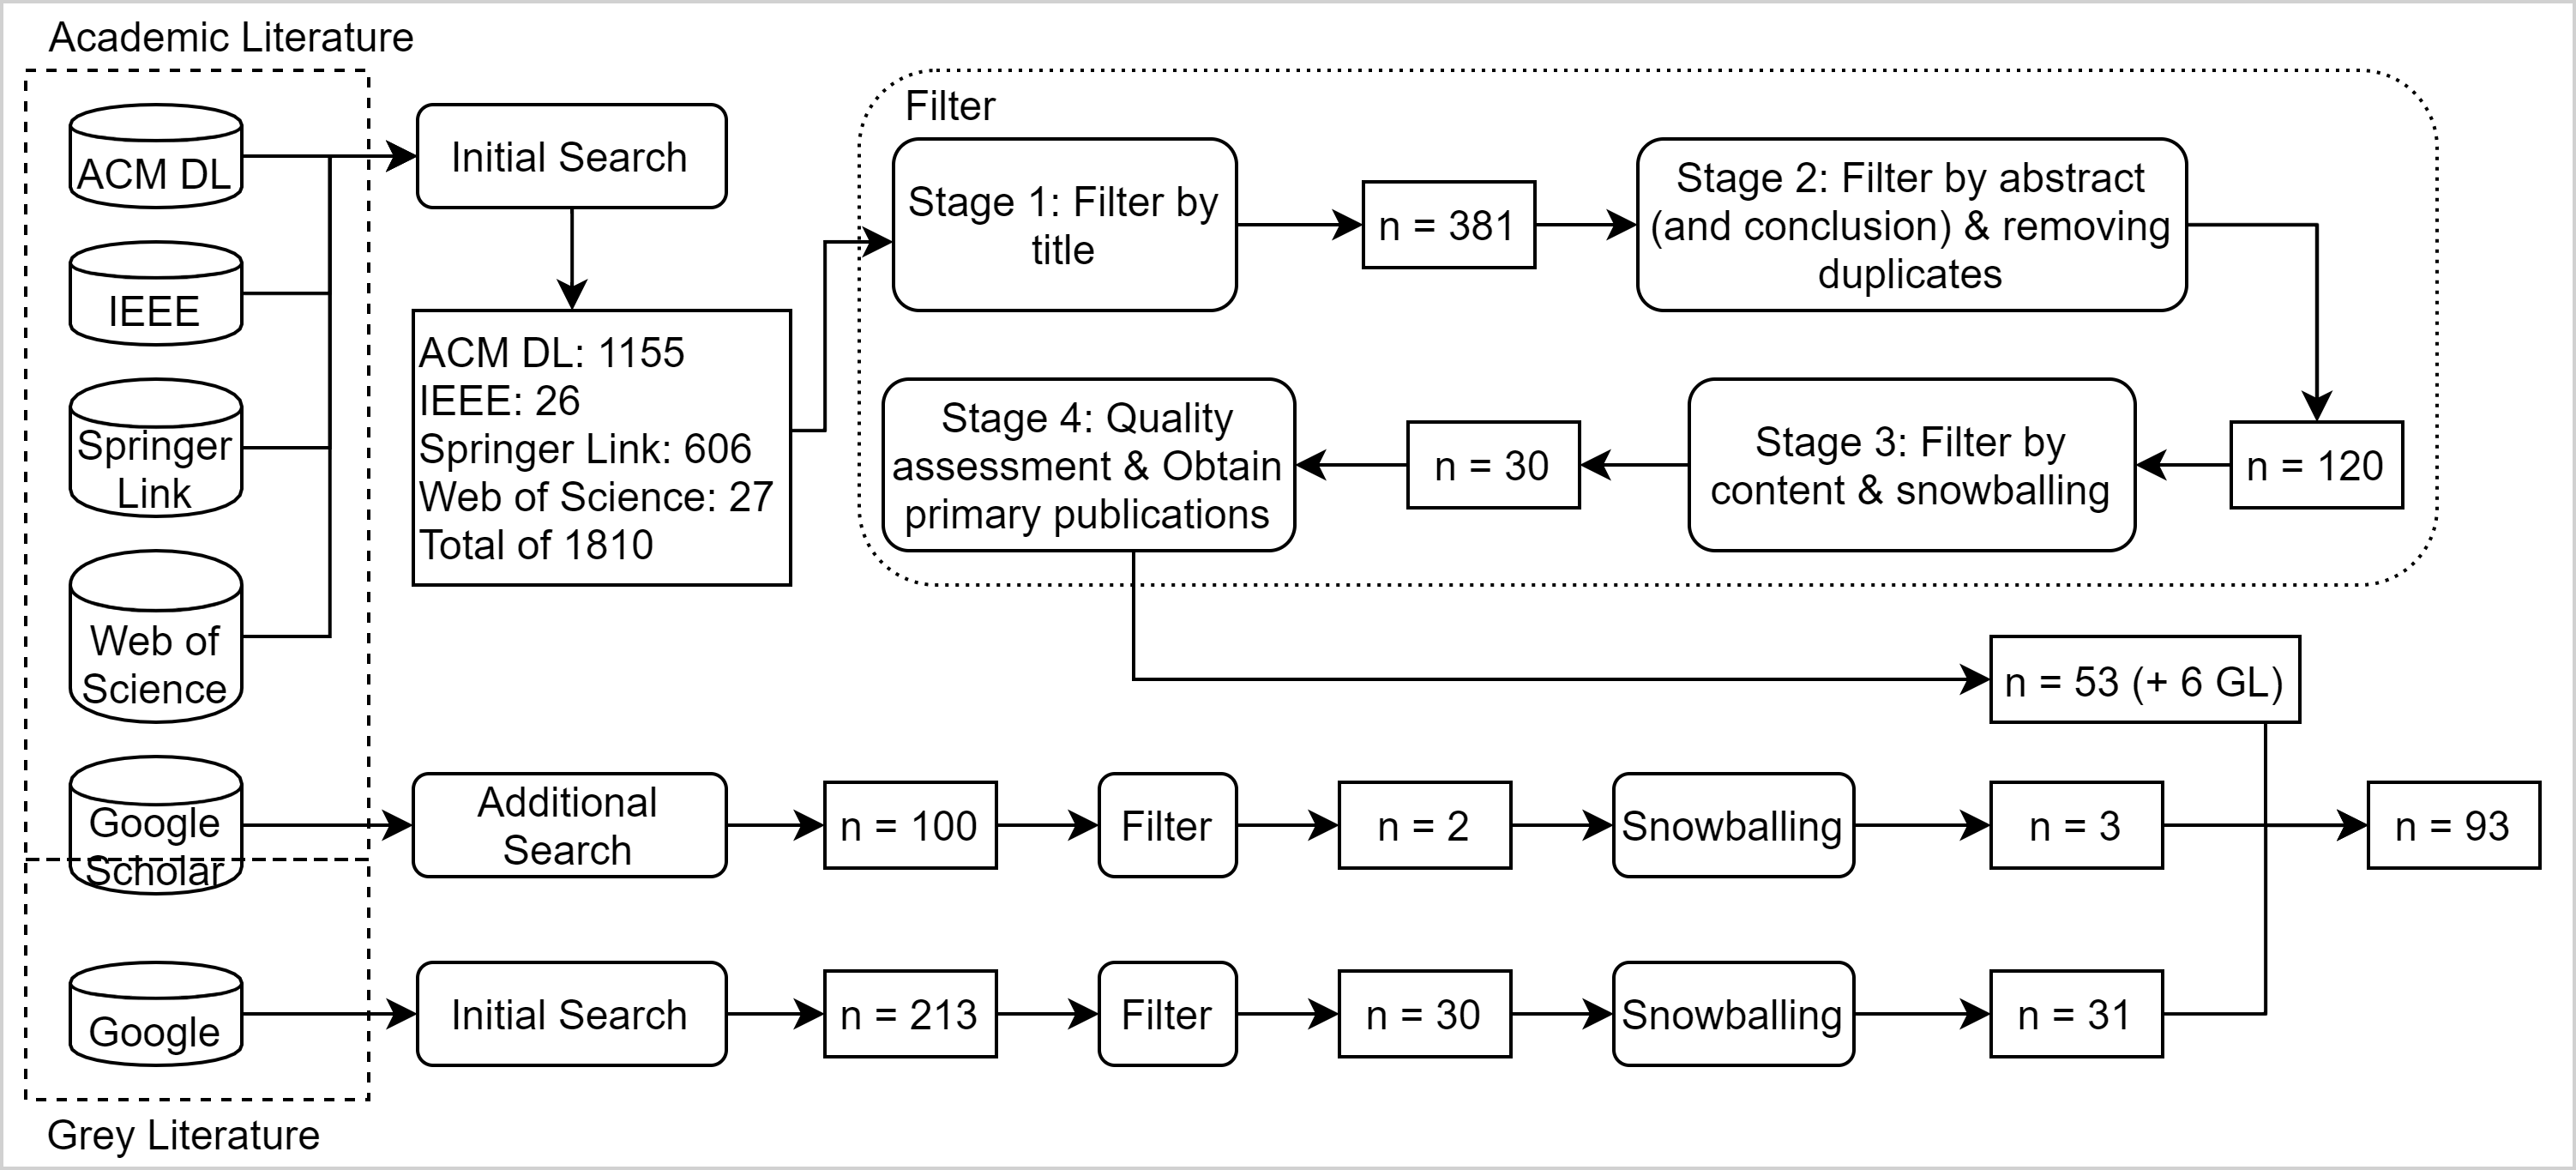 Academic Literature
ACM DL
IEEE
Springer
Link
Web of
Science
Google
Scholar
Google
Grey Literature
Initial Search
ACM DL: 1155
IEEE: 26
Springer Link: 606
Web of Science: 27
Total of 1810
Filter
Stage 1: Filter by
title
n = 381
Stage 2: Filter by abstract
(and conclusion) & removing
duplicates
n = 120
Stage 3: Filter by
content & snowballing
n = 30
Stage 4: Quality
assessment & Obtain
primary publications
n = 53 (+ 6 GL)
Additional
Search
n = 100
Filter
n = 2
Snowballing
n = 3
n = 93
Initial Search
n = 213
Filter
n = 30
Snowballing
n = 31